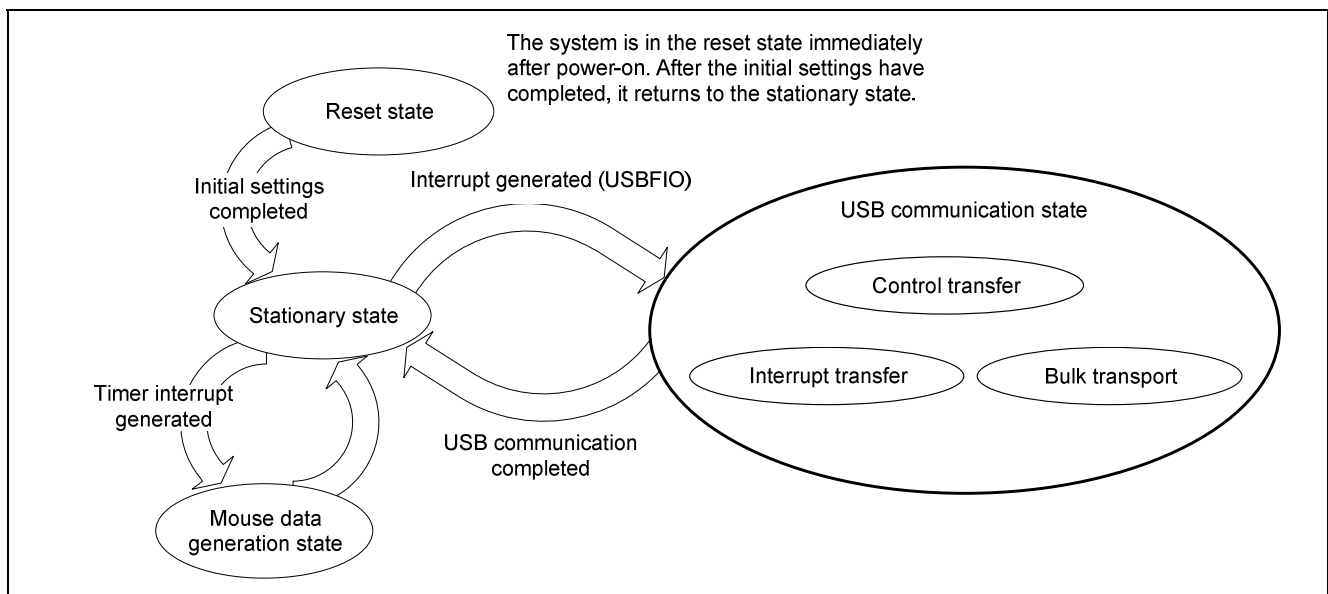 The system is in the reset state immediately
after power-on. After the initial settings have
completed, it returns to the stationary state.
Reset state
Initial settings
completed
Interrupt generated (USBFIO)
USB communication state
Control transfer
Stationary state
Interrupt transfer
Bulk transport
Timer interrupt
generated
USB communication
completed
Mouse data
generation state